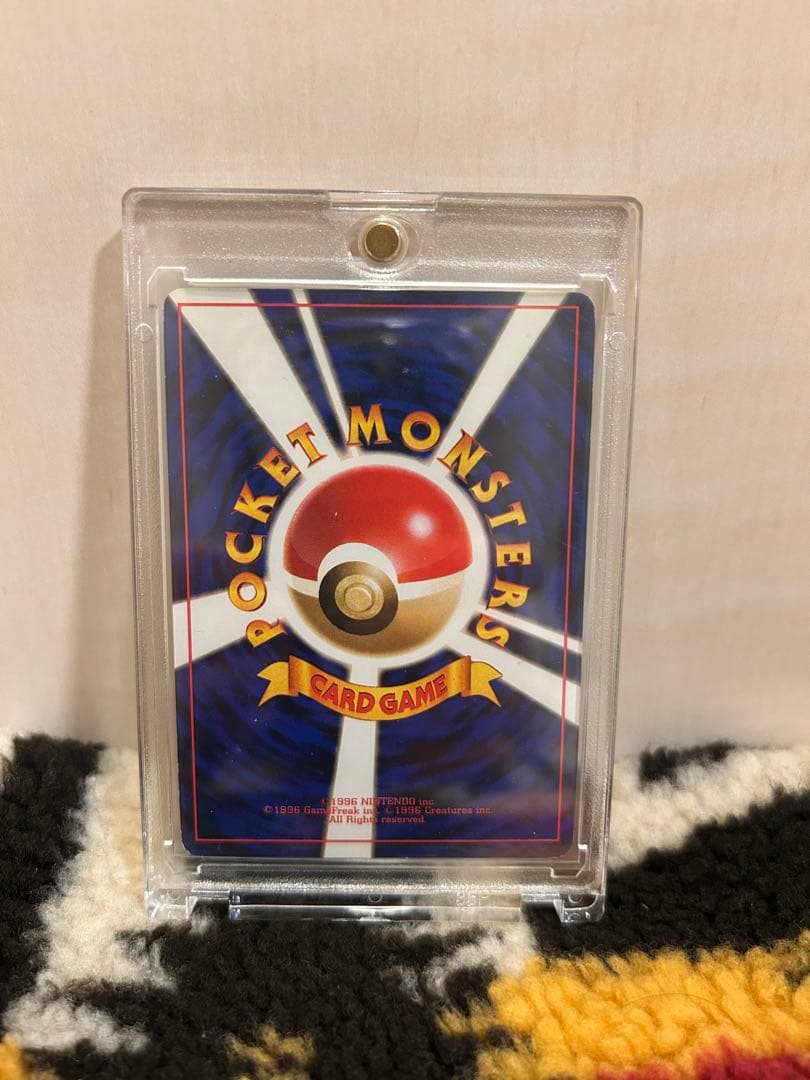 POCKET MONSTERS
CARD GAME
©1996 NINTENDO inc.
©1996 GameFreak inc. ©1996 Creatures inc.
All Rights reserved.